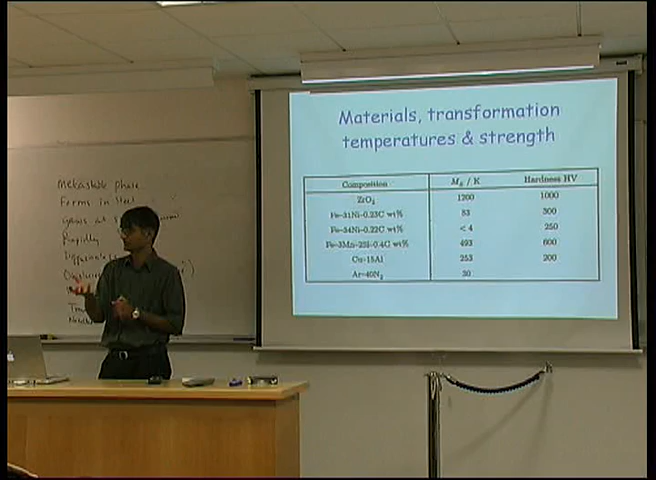 metastable phase
Forms in steel
grows at
Rapidly
Materials, transformation
temperatures & strength
Composition Ms / K Hardness HV
ZrO2 1200 1000
Fe-31Ni-0.23C wt% 83 300
Fe-34Ni-0.22C wt% < 4 250
Fe-3Mn-2Si-0.4C wt% 493 600
Cu-15Al 253 200
Ar-40N2 30